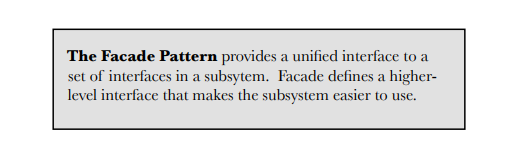 The Facade Pattern provides a unified interface to a
set of interfaces in a subsytem. Facade defines a higher-
level interface that makes the subsystem easier to use.